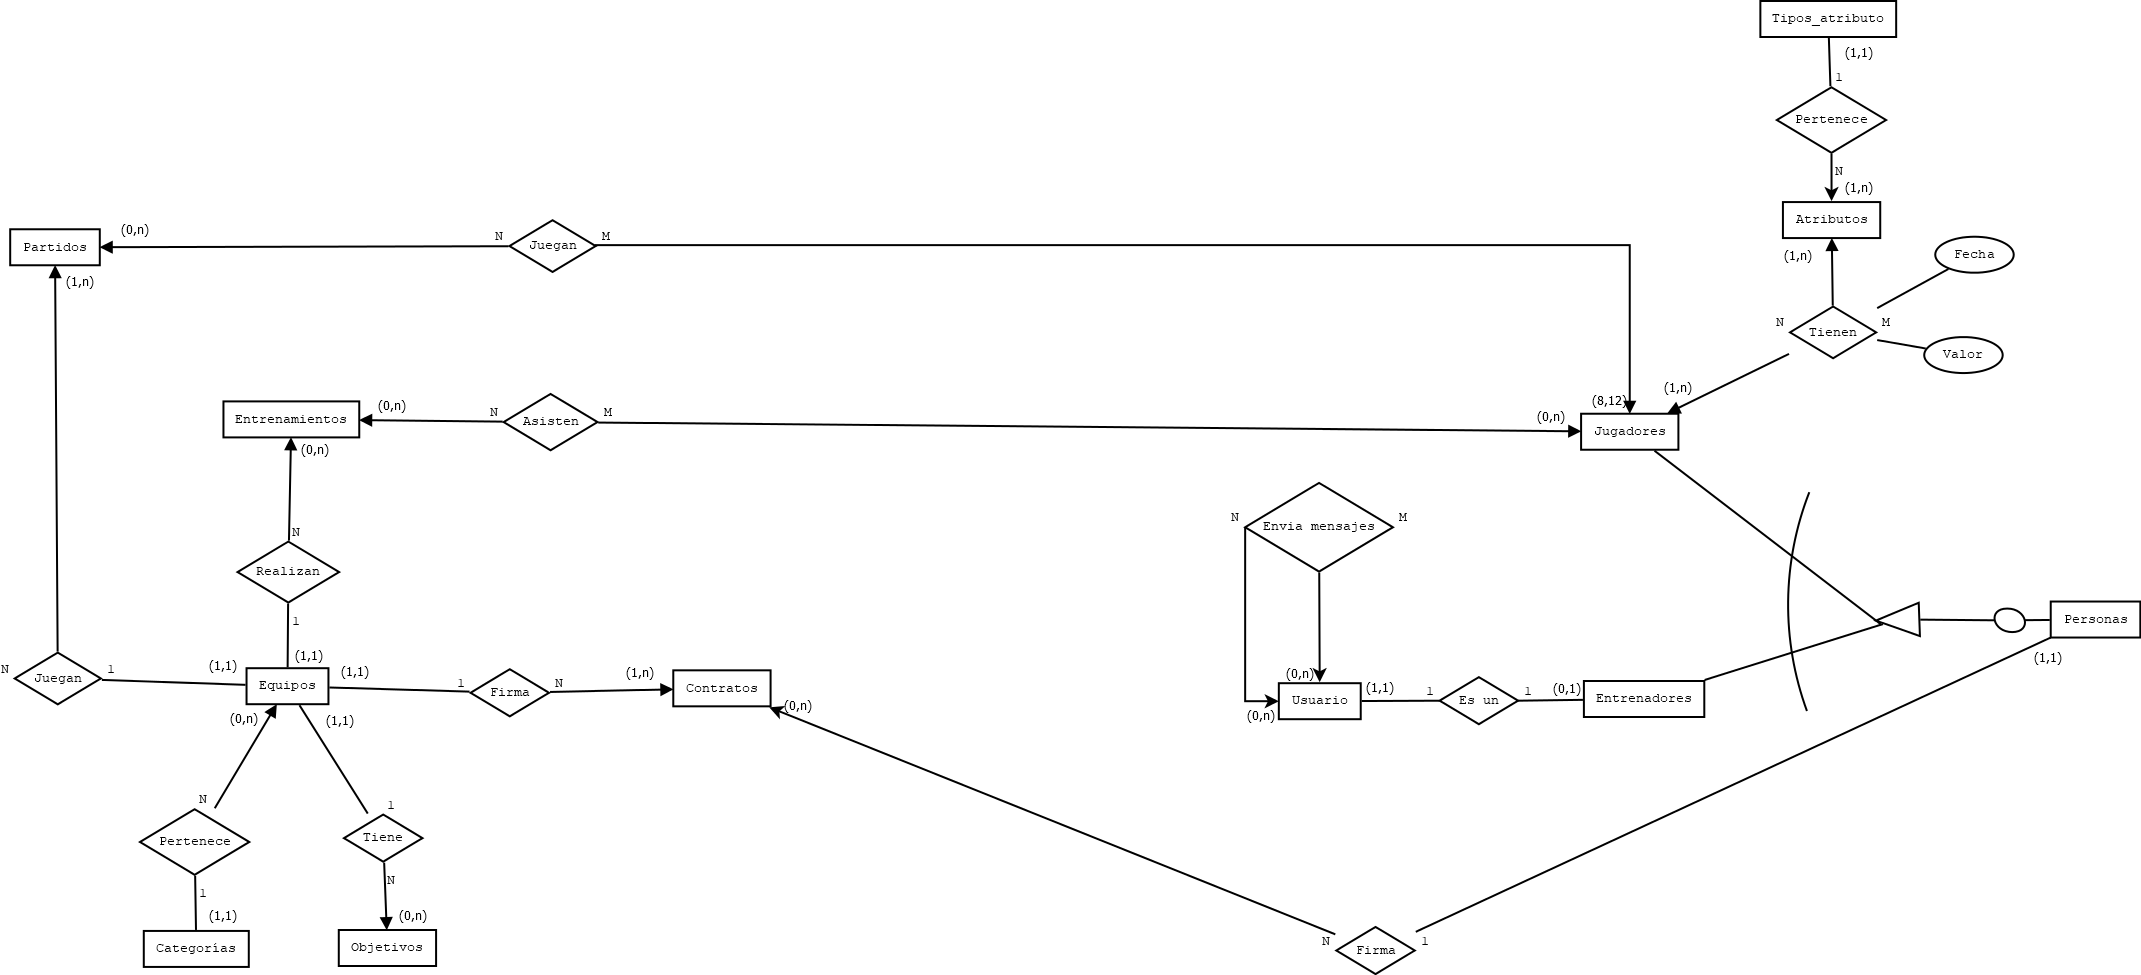 Tipos_atributo
(1,1)
1
Pertenece
N
(1,n)
Atributos
(1,n)
Fecha
N
Tienen
M
Valor
(1,n)
(0,n)
N
Juegan
M
Partidos
(1,n)
(8,12)
Jugadores
(0,n)
Entrenamientos
(0,n)
N
Asisten
M
(0,n)
(0,n)
N
Envia mensajes
M
N
Realizan
1
Personas
(1,1)
N
Juegan
1
(1,1)
(1,1)
(1,1)
Equipos
1
Firma
N
(1,n)
Contratos
(0,n)
(0,n)
Usuario
(0,n)
(1,1)
1
Es un
1
(0,1)
Entrenadores
(0,n)
(1,1)
N
Pertenece
1
(1,1)
Categorías
1
Tiene
N
(0,n)
Objetivos
N
Firma
1